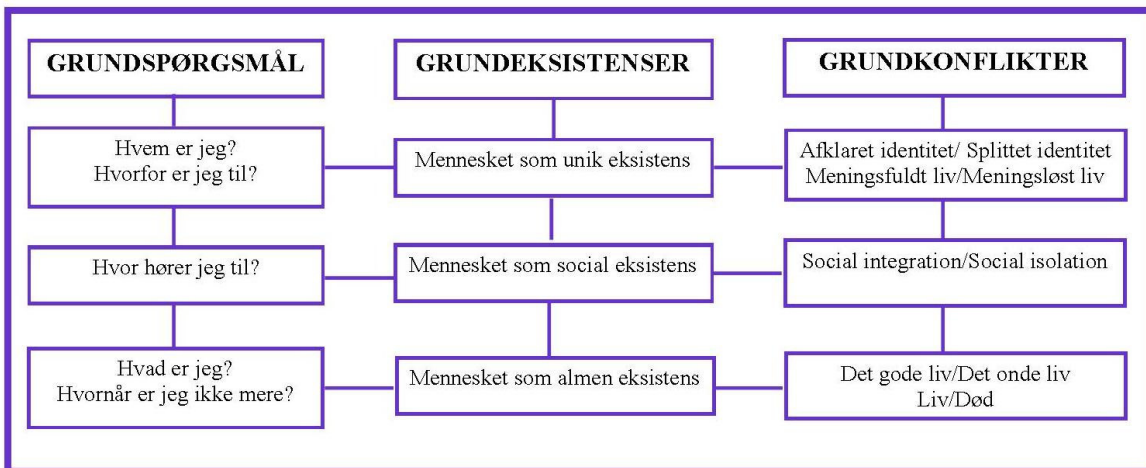 GRUNDSPØRGSMÅL
GRUNDEKSISTENSER
GRUNDKONFLIKTER
Hvem er jeg?
Hvorfor er jeg til?
Mennesket som unik eksistens
Afklaret identitet/ Splittet identitet
Meningsfuldt liv/Meningsløst liv
Hvor hører jeg til?
Mennesket som social eksistens
Social integration/Social isolation
Hvad er jeg?
Hvornår er jeg ikke mere?
Mennesket som almen eksistens
Det gode liv/Det onde liv
Liv/Død